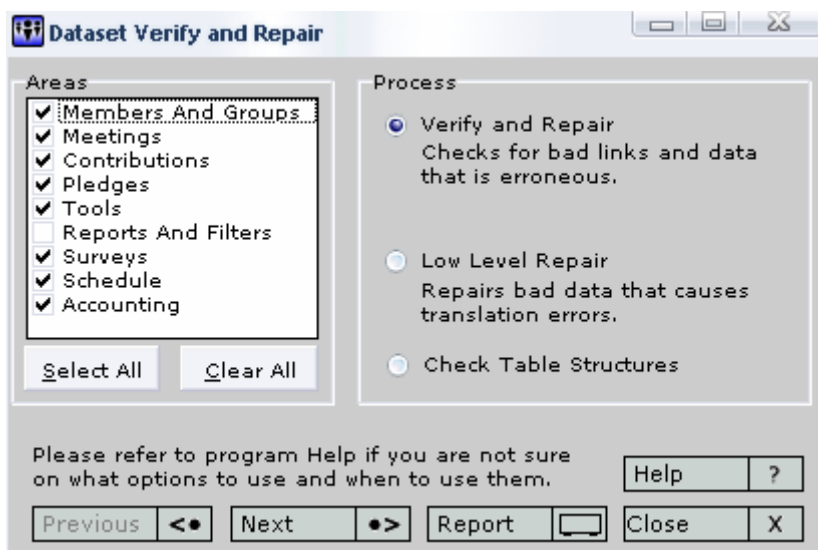 Dataset Verify and Repair
Areas
Members And Groups
Meetings
Contributions
Pledges
Tools
Reports And Filters
Surveys
Schedule
Accounting
Select All
Clear All
Process
Verify and Repair
Checks for bad links and data
that is erroneous.
Low Level Repair
Repairs bad data that causes
translation errors.
Check Table Structures
Please refer to program Help if you are not sure
on what options to use and when to use them.
Help ?
Previous <●
Next ●>
Report
Close X